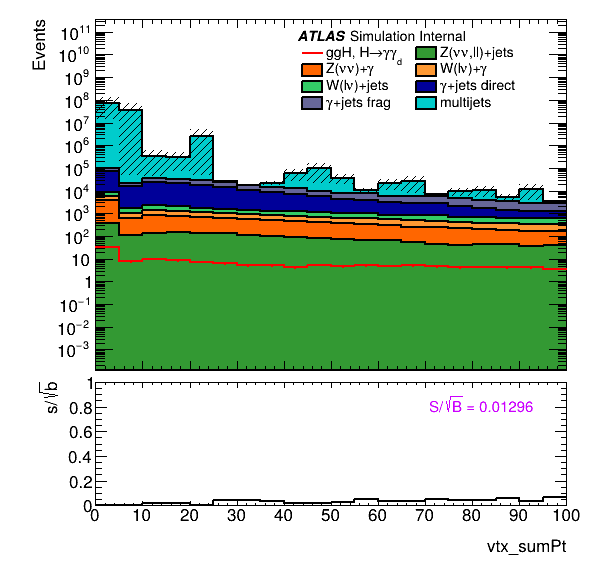 Events
ATLAS Simulation Internal
ggH, H→γγ_d
Z(νν,ll)+jets
Z(νν)+γ
W(lν)+γ
W(lν)+jets
γ+jets direct
γ+jets frag
multijets
10¹¹
10¹⁰
10⁹
10⁸
10⁷
10⁶
10⁵
10⁴
10³
10²
10
1
10⁻¹
10⁻²
10⁻³
s/√b
S/√B = 0.01296
1
0.8
0.6
0.4
0.2
0
0 10 20 30 40 50 60 70 80 90 100
vtx_sumPt